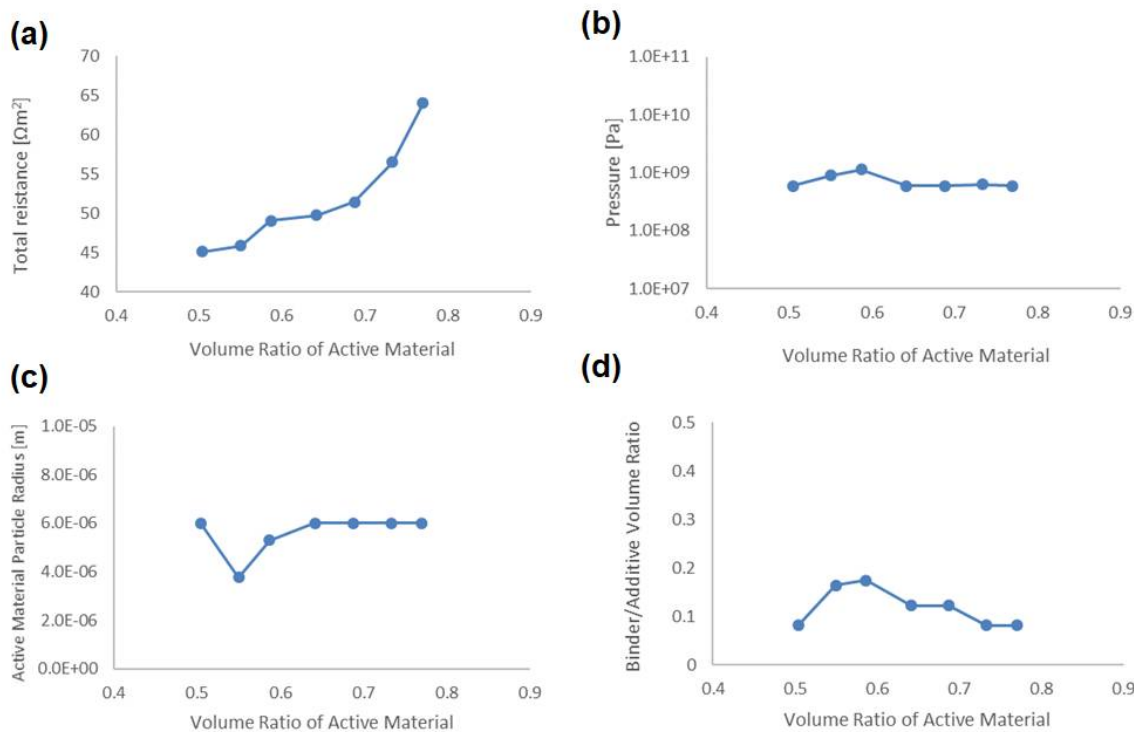 (a)
Total reistance [Ωm²]
70
65
60
55
50
45
40
0.4 0.5 0.6 0.7 0.8 0.9
Volume Ratio of Active Material
(b)
Pressure [Pa]
1.0E+11
1.0E+10
1.0E+09
1.0E+08
1.0E+07
0.4 0.5 0.6 0.7 0.8 0.9
Volume Ratio of Active Material
(c)
Active Material Particle Radius [m]
1.0E-05
8.0E-06
6.0E-06
4.0E-06
2.0E-06
0.0E+00
0.4 0.5 0.6 0.7 0.8 0.9
Volume Ratio of Active Material
(d)
Binder/Additive Volume Ratio
0.5
0.4
0.3
0.2
0.1
0
0.4 0.5 0.6 0.7 0.8 0.9
Volume Ratio of Active Material